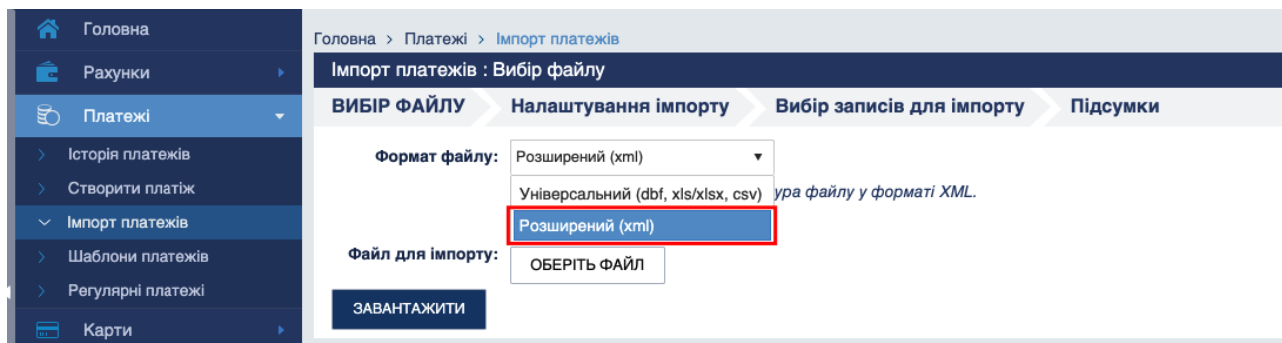 Головна
Рахунки
Платежі
Історія платежів
Створити платіж
Імпорт платежів
Шаблони платежів
Регулярні платежі
Карти
Головна > Платежі > Імпорт платежів
Імпорт платежів : Вибір файлу
ВИБІР ФАЙЛУ Налаштування імпорту Вибір записів для імпорту Підсумки
Формат файлу: Розширений (xml)
Універсальний (dbf, xls/xlsx, csv) ура файлу у форматі XML.
Розширений (xml)
Файл для імпорту: ОБЕРІТЬ ФАЙЛ
ЗАВАНТАЖИТИ